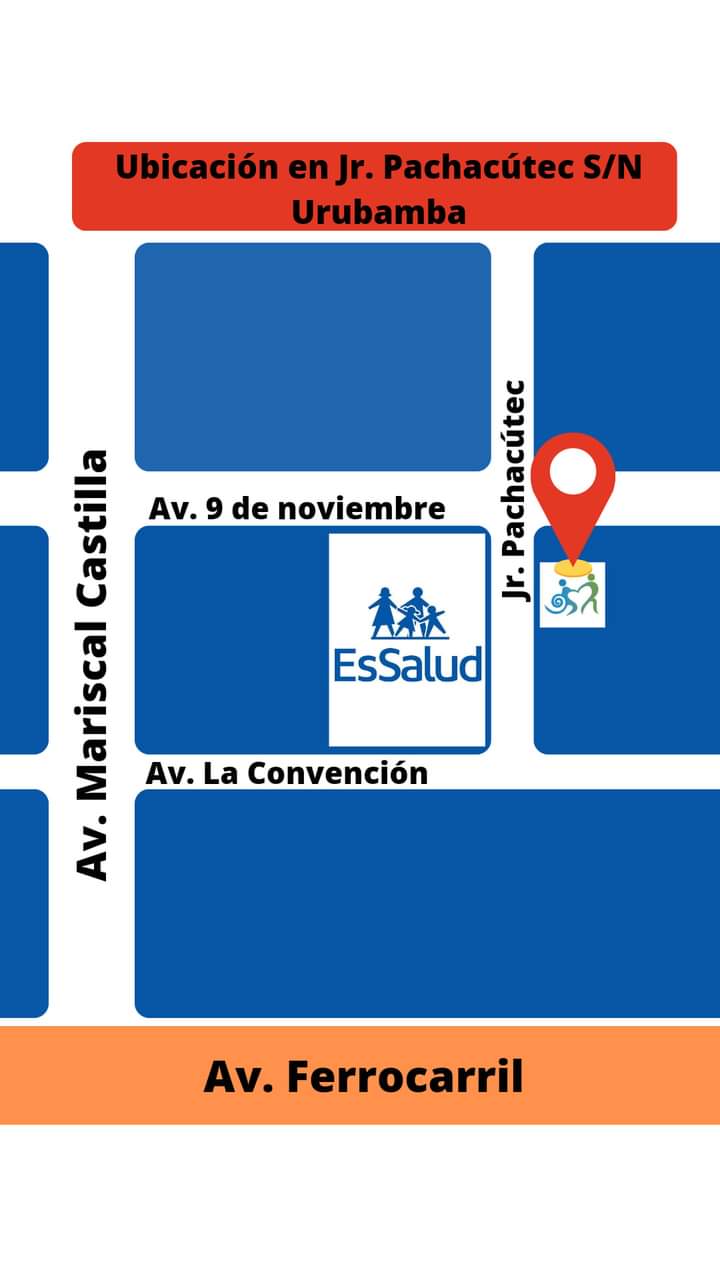 Ubicación en Jr. Pachacútec S/N
Urubamba
Jr. Pachacútec
Av. Mariscal Castilla
Av. 9 de noviembre
EsSalud
Av. La Convención
Av. Ferrocarril